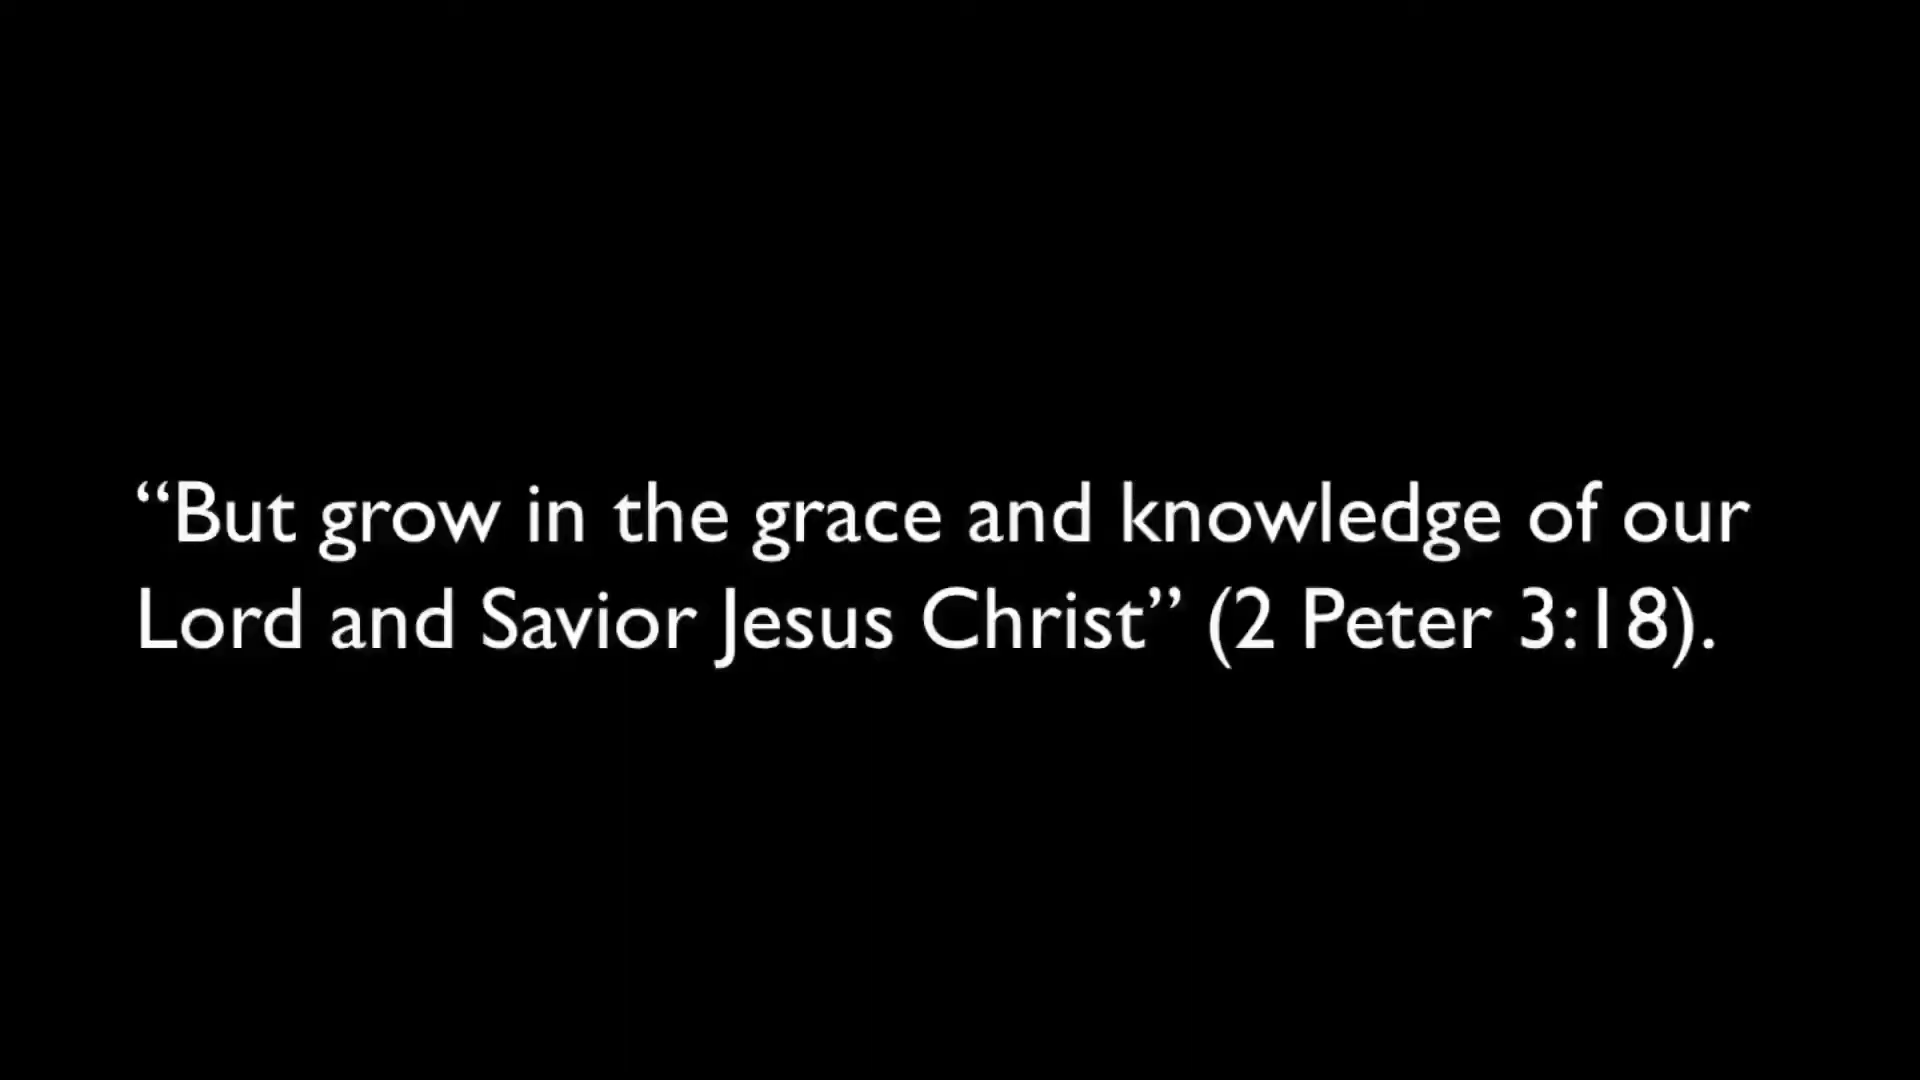 “But grow in the grace and knowledge of our
Lord and Savior Jesus Christ” (2 Peter 3:18).